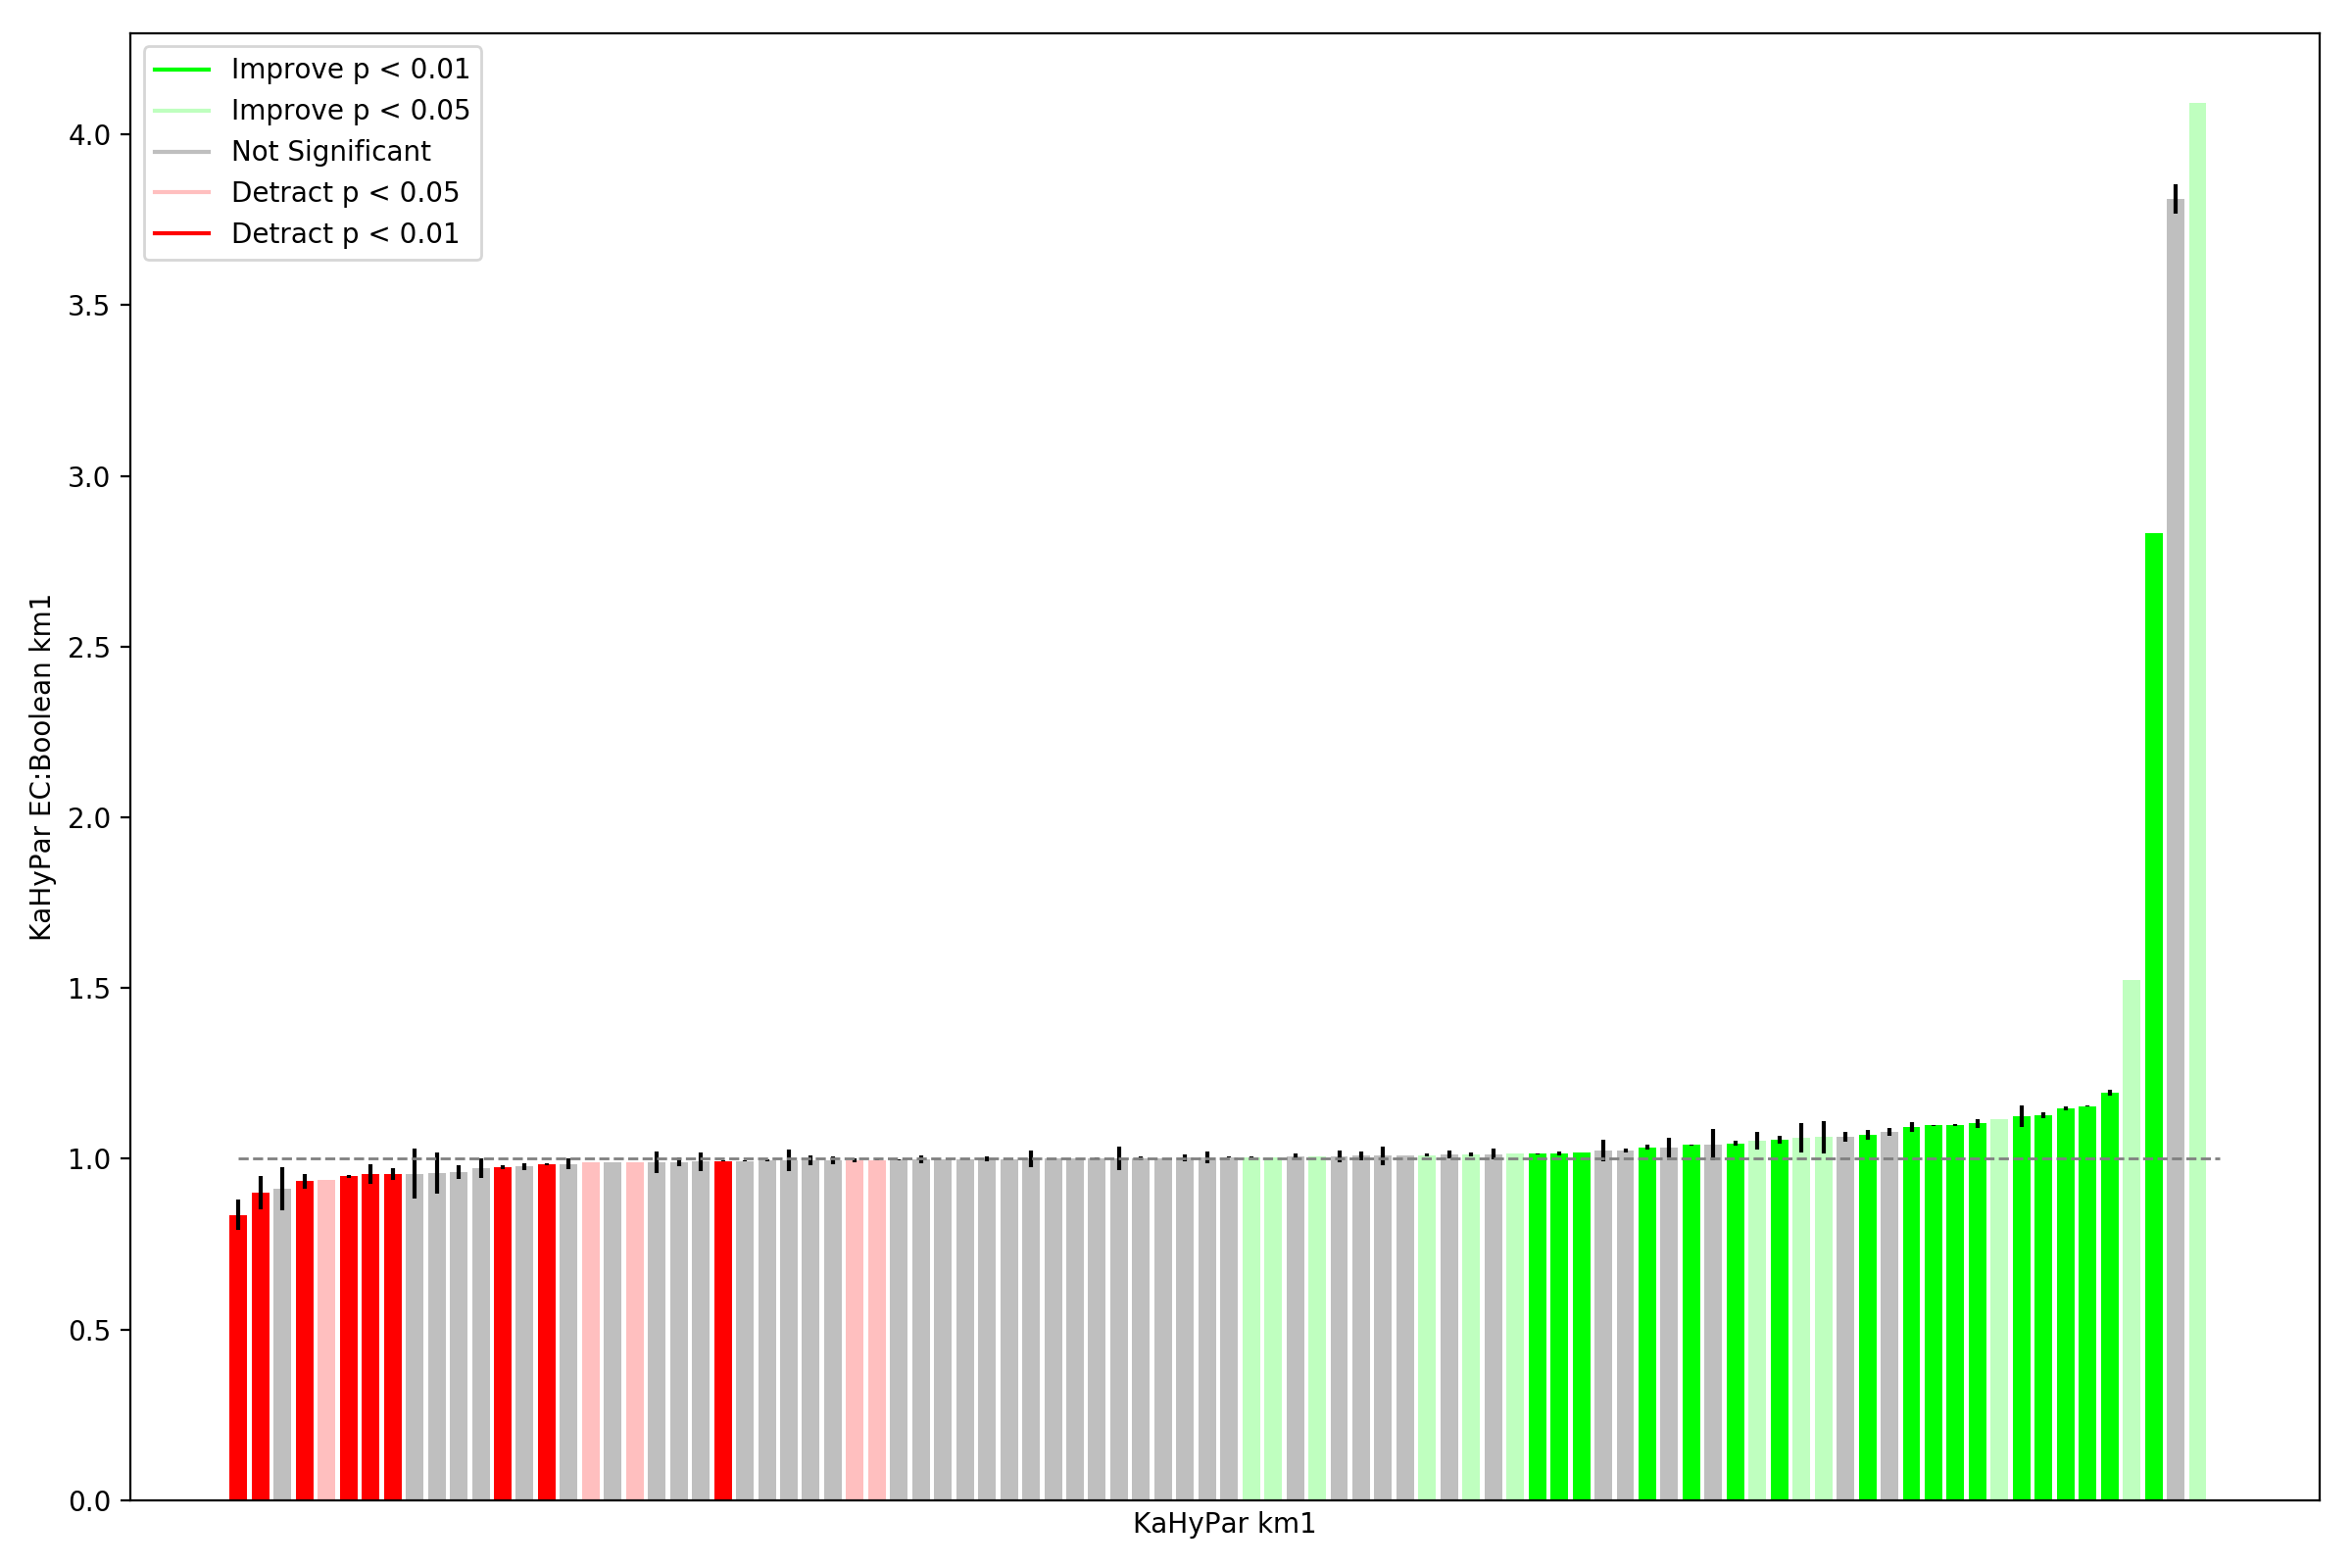 Improve p < 0.01
Improve p < 0.05
Not Significant
Detract p < 0.05
Detract p < 0.01
4.0
3.5
3.0
2.5
2.0
1.5
1.0
0.5
0.0
KaHyPar EC:Boolean km1
KaHyPar km1